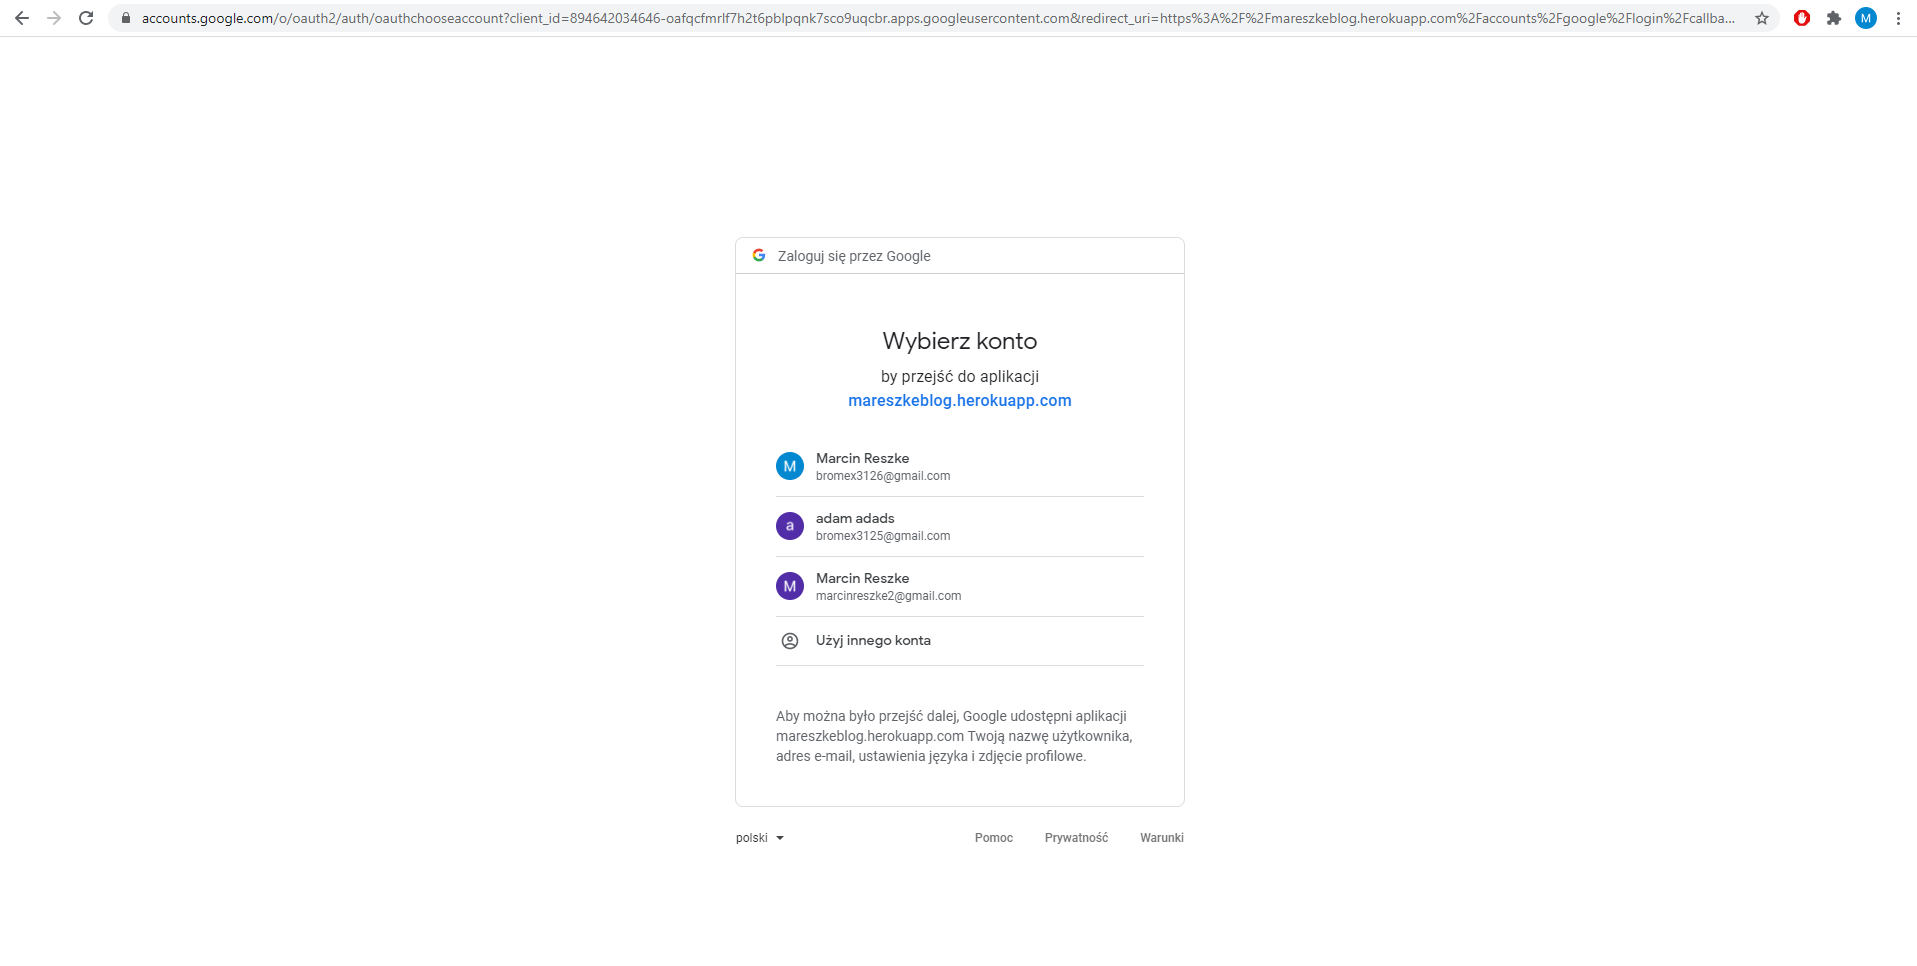 accounts.google.com/o/oauth2/auth/oauthchooseaccount?client_id=894642034646-oafqcfmrlf7h2t6pblpqnk7sco9uqcbr.apps.googleusercontent.com&redirect_uri=https%3A%2F%2Fmareszkeblog.herokuapp.com%2Faccounts%2Fgoogle%2Flogin%2Fcallba...
M
Zaloguj się przez Google
Wybierz konto
by przejść do aplikacji
mareszkeblog.herokuapp.com
M
Marcin Reszke
bromex3126@gmail.com
a
adam adads
bromex3125@gmail.com
M
Marcin Reszke
marcinreszke2@gmail.com
Użyj innego konta
Aby można było przejść dalej, Google udostępni aplikacji
mareszkeblog.herokuapp.com Twoją nazwę użytkownika,
adres e-mail, ustawienia języka i zdjęcie profilowe.
polski Pomoc Prywatność Warunki